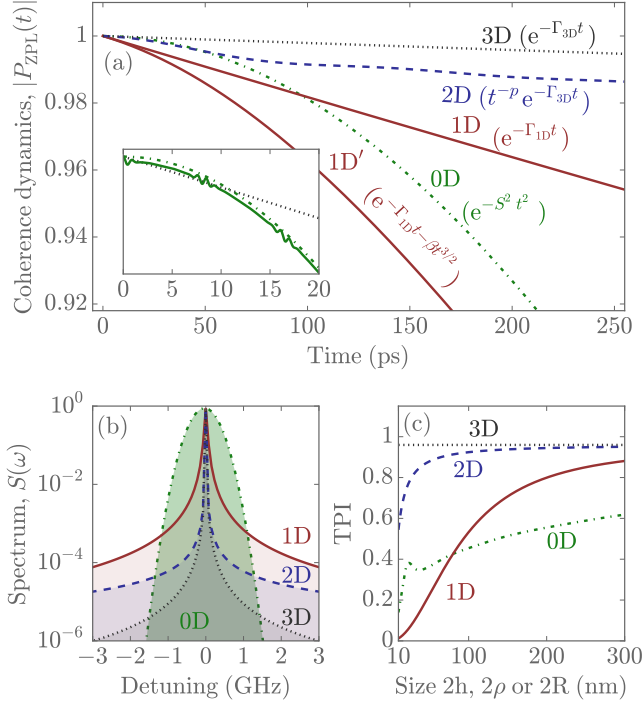 Coherence dynamics, |P_ZPL(t)|
1
0.98
0.96
0.94
0.92
(a)
3D (e^{-Γ_3D t})
2D (t^{-p} e^{-Γ_3D t})
1D
(e^{-Γ_1D t})
1D′
(e^{-Γ_1D t-βt^{3/2}})
0D
(e^{-S² t²})
0 5 10 15 20
0 50 100 150 200 250
Time (ps)
Spectrum, S(ω)
10^0
10^{-2}
10^{-4}
10^{-6}
(b)
1D
2D
3D
0D
−3 −2 −1 0 1 2 3
Detuning (GHz)
TPI
1
0.8
0.6
0.4
0.2
0
(c)
3D
2D
0D
1D
10 100 200 300
Size 2h, 2ρ or 2R (nm)